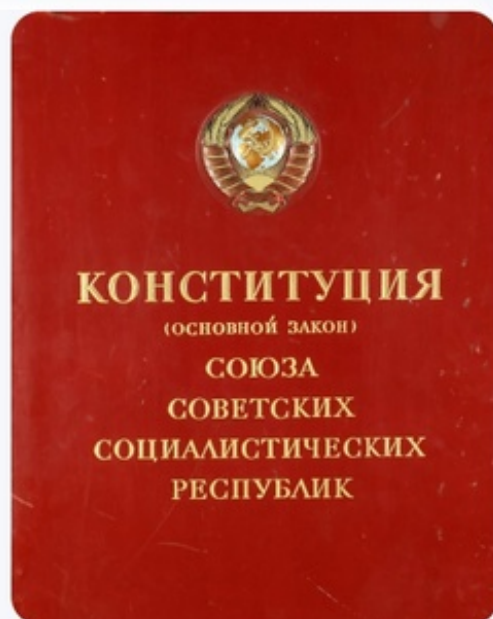 КОНСТИТУЦИЯ
(ОСНОВНОЙ ЗАКОН)
СОЮЗА
СОВЕТСКИХ
СОЦИАЛИСТИЧЕСКИХ
РЕСПУБЛИК